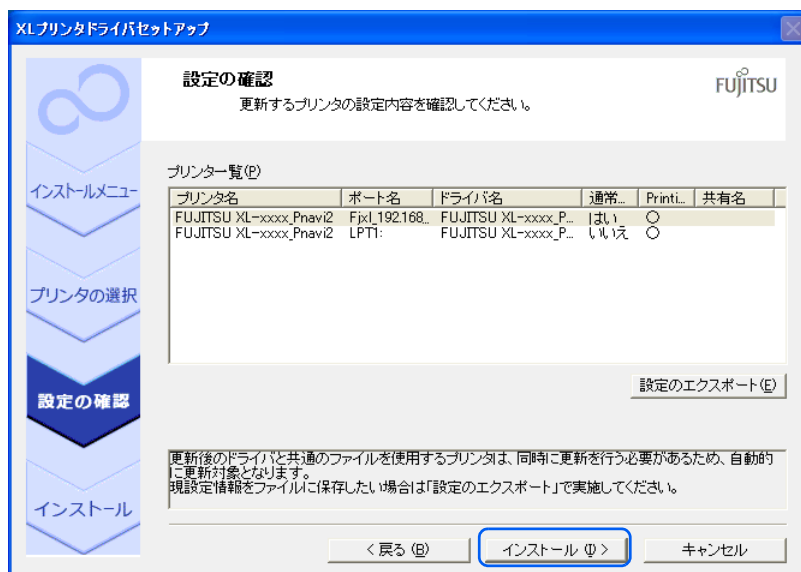 XLプリンタドライバセットアップ
設定の確認
更新するプリンタの設定内容を確認してください。
FUJITSU
インストールメニュー
プリンタの選択
設定の確認
インストール
プリンター覧(P)
プリンタ名 ポート名 ドライバ名 通常... Printi... 共有名
FUJITSU XL-xxxx_Pnavi2 Fjxl_192.168... FUJITSU XL-xxxx_P... はい ○
FUJITSU XL-xxxx_Pnavi2 LPT1: FUJITSU XL-xxxx_P... いいえ ○
設定のエクスポート(E)
更新後のドライバと共通のファイルを使用するプリンタは、同時に更新を行う必要があるため、自動的
に更新対象となります。
現設定情報をファイルに保存したい場合は「設定のエクスポート」で実施してください。
< 戻る (B)
インストール (I) >
キャンセル